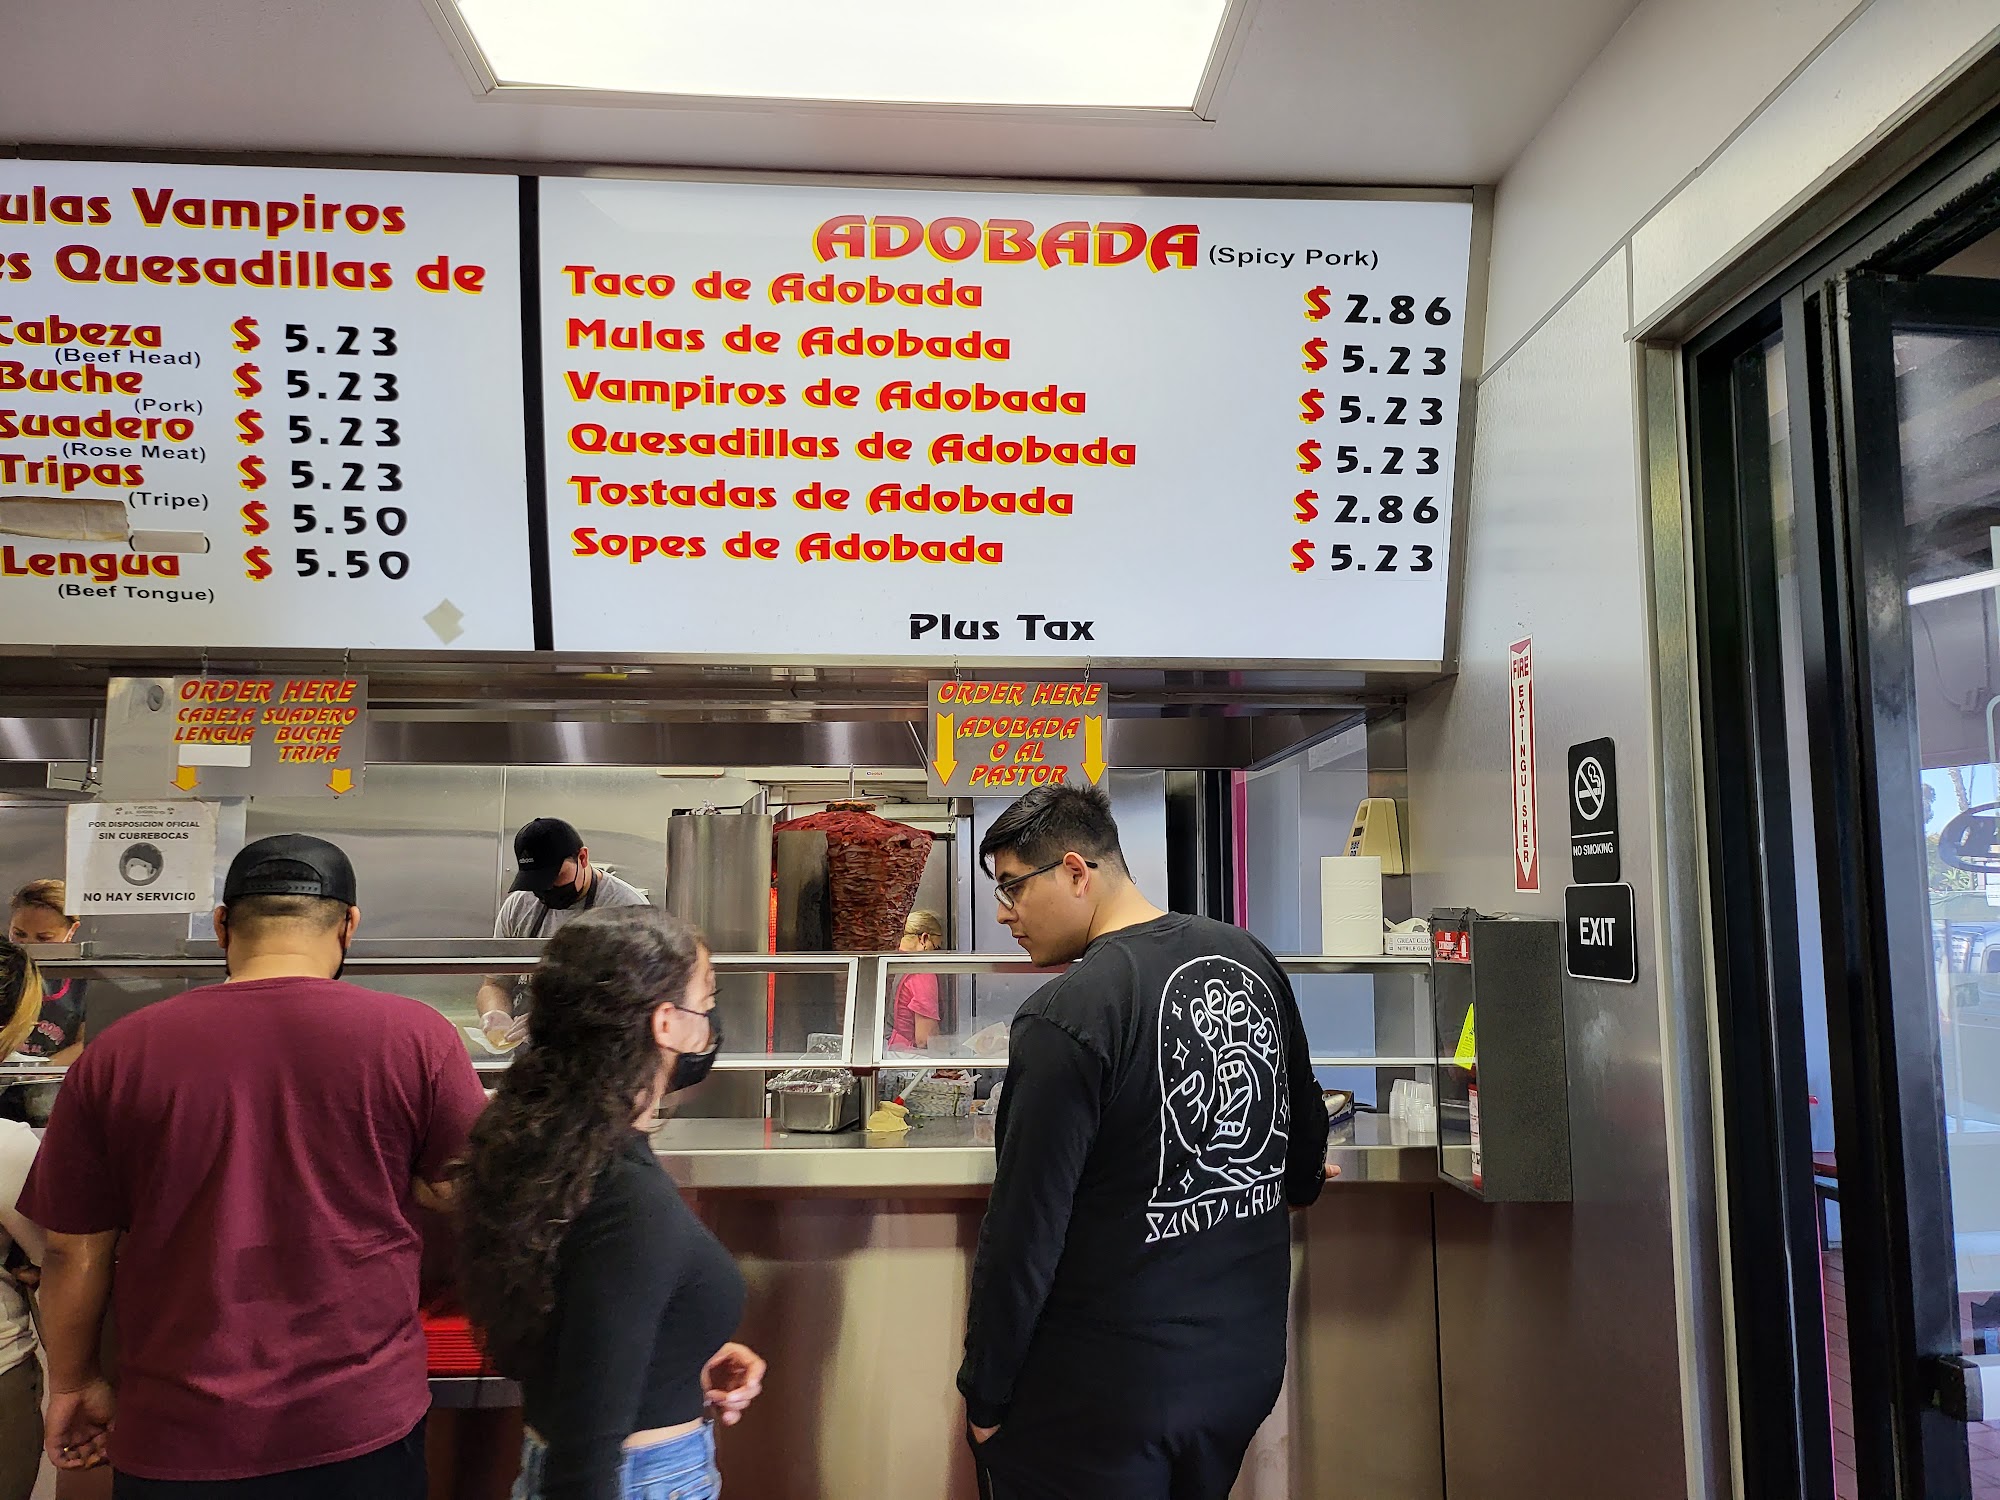 ulas Vampiros
es Quesadillas de
Cabeza $ 5.23
(Beef Head)
Buche $ 5.23
(Pork)
Suadero $ 5.23
(Rose Meat)
Tripas $ 5.23
(Tripe)
$ 5.50
)
Lengua $ 5.50
(Beef Tongue)
ADOBADA (Spicy Pork)
Taco de Adobada $ 2.86
Mulas de Adobada $ 5.23
Vampiros de Adobada $ 5.23
Quesadillas de Adobada $ 5.23
Tostadas de Adobada $ 2.86
Sopes de Adobada $ 5.23
Plus Tax
ORDER HERE
CABEZA SUADERO
LENGUA BUCHE
TRIPA
ORDER HERE
ADOBADA
O AL
PASTOR
TACOS
POR DISPOSICION OFICIAL
SIN CUBREBOCAS
NO HAY SERVICIO
adidas
FIRE EXTINGUISHER
NO SMOKING
EXIT
SANTA CRUZ